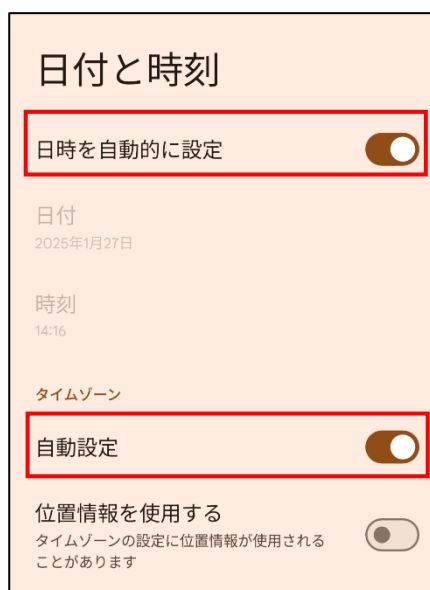 日付と時刻
日時を自動的に設定
日付
2025年1月27日
時刻
14:16
タイムゾーン
自動設定
位置情報を使用する
タイムゾーンの設定に位置情報が使用される
ことがあります